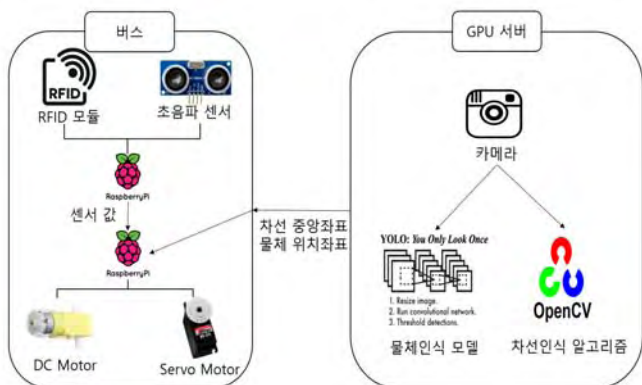 버스
RFID
RFID 모듈
초음파 센서
RaspberryPi
센서 값
RaspberryPi
DC Motor
Servo Motor
차선 중앙좌표
물체 위치좌표
GPU 서버
카메라
YOLO: You Only Look Once
1. Resize image.
2. Run convolutional network.
3. Threshold detections.
물체인식 모델
OpenCV
차선인식 알고리즘